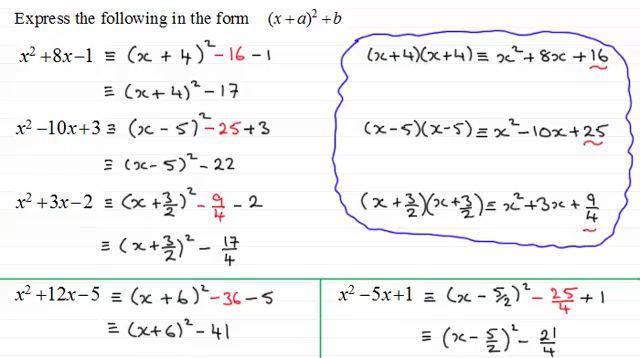 Express the following in the form (x+a)²+b
x²+8x-1 ≡ (x + 4)² -16 -1
≡ (x+4)² -17
(x+4)(x+4) ≡ x² + 8x + 16
x²-10x+3 ≡ (x - 5)² -25 +3
≡ (x-5)² - 22
(x-5)(x-5) ≡ x² - 10x + 25
x²+3x-2 ≡ (x + 3/2)² - 9/4 - 2
≡ (x+3/2)² - 17/4
(x + 3/2)(x + 3/2) ≡ x² + 3x + 9/4
x²+12x-5 ≡ (x + 6)² -36 - 5
≡ (x+6)² - 41
x²-5x+1 ≡ (x - 5/2)² - 25/4 + 1
≡ (x - 5/2)² - 21/4